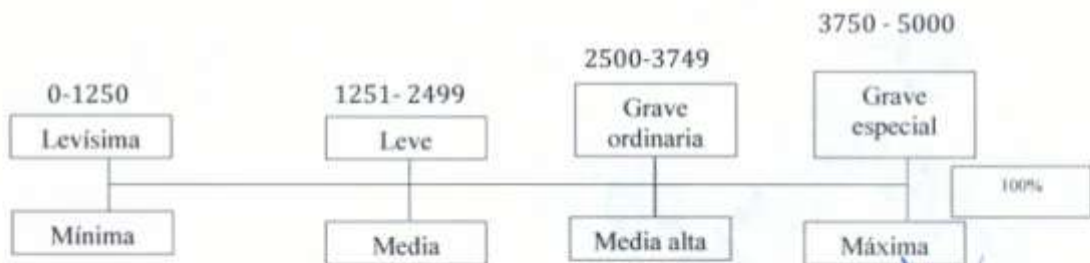 3750 - 5000
2500-3749
0-1250
1251- 2499
Grave
especial
Grave
ordinaria
Levísima
Leve
100%
Mínima
Media
Media alta
Máxima